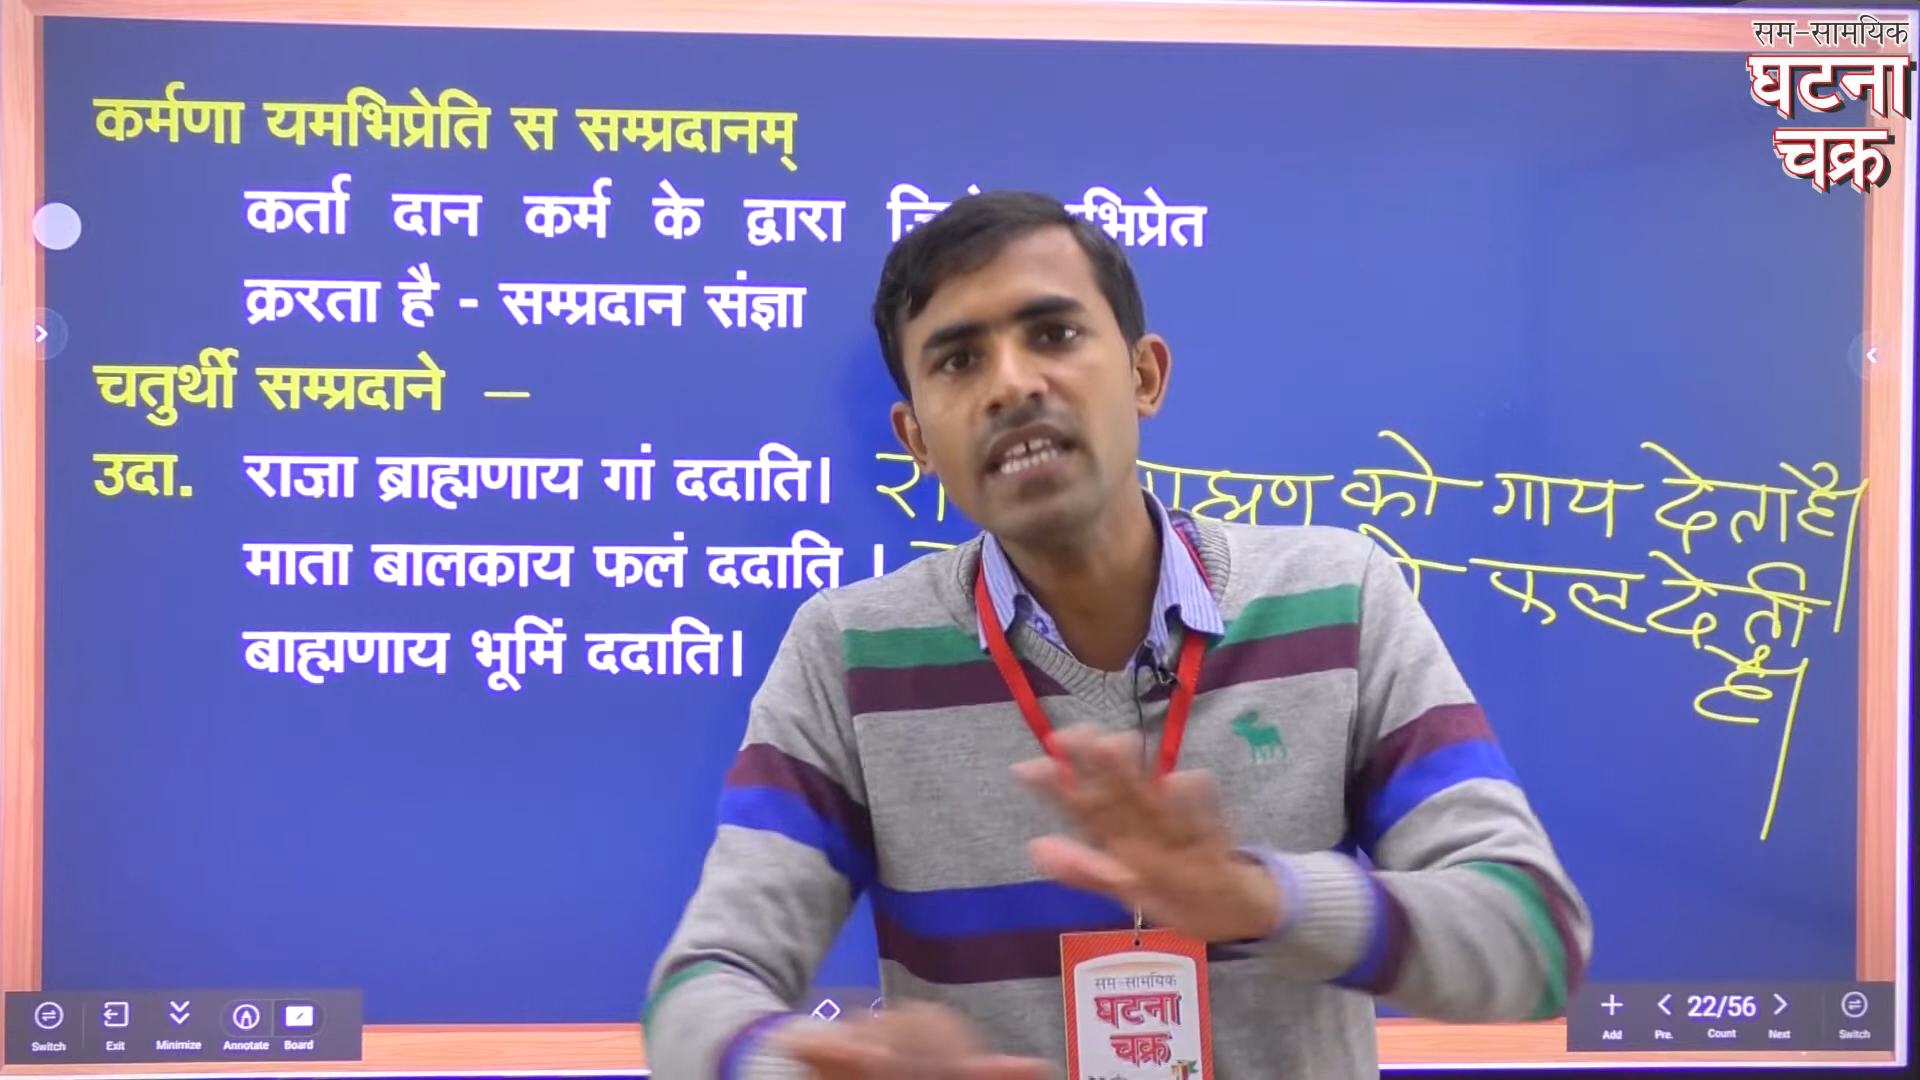 सम-सामयिक
घटना
चक्र
कर्मणा यमभिप्रेति स सम्प्रदानम्
कर्ता दान कर्म के द्वारा
क्ररता है - सम्प्रदान संज्ञा
चतुर्थी सम्प्रदाने –
उदा. राजा ब्राह्मणाय गां ददाति। को गाय देता है।
माता बालकाय फलं ददाति । फल देती
है।
बाह्मणाय भूमिं ददाति।
सम-सामयिक
घटना
चक्र
Switch Exit Minimize Annotate Board
22/56
Add Pre. Count Next Switch